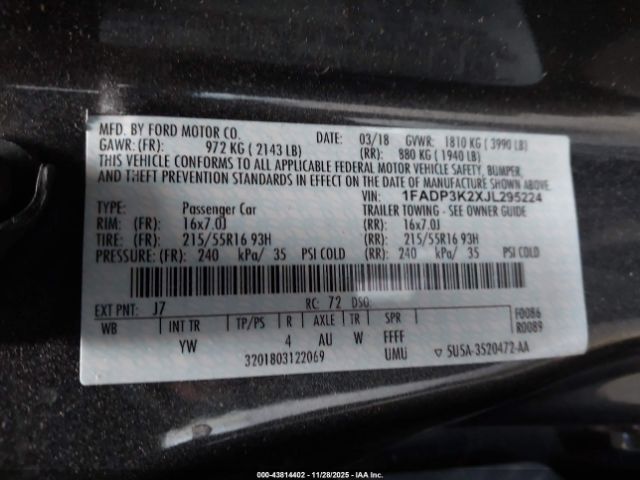 MFD. BY FORD MOTOR CO. DATE: 03/18 GVWR: 1810 KG ( 3990 LB)
GAWR: (FR): 972 KG ( 2143 LB) (RR): 880 KG ( 1940 LB)
THIS VEHICLE CONFORMS TO ALL APPLICABLE FEDERAL MOTOR VEHICLE SAFETY, BUMPER,
AND THEFT PREVENTION STANDARDS IN EFFECT ON THE DATE OF MANUFACTURE SHOWN ABOVE.
VIN: 1FADP3K2XJL295224
TYPE: Passenger Car TRAILER TOWING - SEE OWNER GUIDE
RIM: (FR): 16x7.0J (RR): 16x7.0J
TIRE: (FR): 215/55R16 93H (RR): 215/55R16 93H
PRESSURE: (FR): 240 kPa/ 35 PSI COLD (RR): 240 kPa/ 35 PSI COLD
EXT PNT: J7 RC: 72 DSO:
WB INT TR TP/PS R AXLE TR SPR F0086
R0089
YW 4 AU W FFFF
3201803122069 UMU ▽ 5U5A-3520472-AA
000-43814402 - 11/28/2025 - IAA Inc.